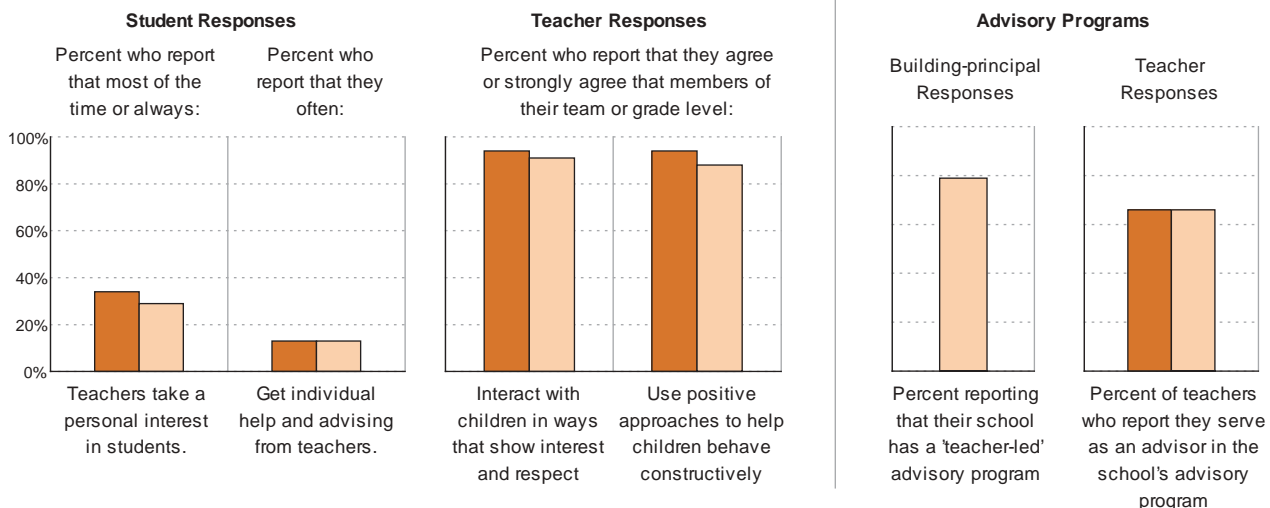 Student Responses
Percent who report
that most of the
time or always:
Percent who
report that they
often:
100%
80%
60%
40%
20%
0%
Teachers take a
personal interest
in students.
Get individual
help and advising
from teachers.
Teacher Responses
Percent who report that they agree
or strongly agree that members of
their team or grade level:
Interact with
children in ways
that show interest
and respect
Use positive
approaches to help
children behave
constructively
Advisory Programs
Building-principal
Responses
Percent reporting
that their school
has a 'teacher-led'
advisory program
Teacher
Responses
Percent of teachers
who report they serve
as an advisor in the
school's advisory
program